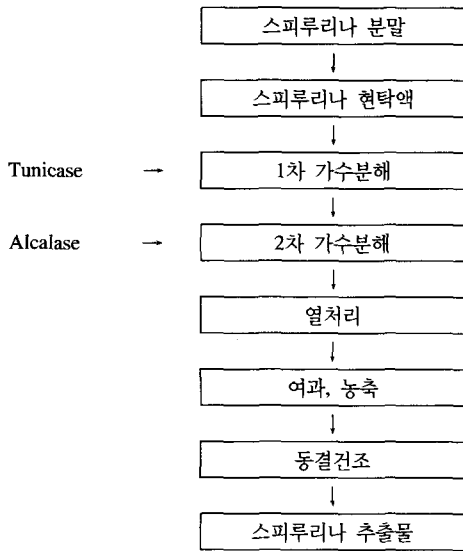 스피루리나 분말
↓
스피루리나 현탁액
↓
Tunicase → 1차 가수분해
↓
Alcalase → 2차 가수분해
↓
열처리
↓
여과, 농축
↓
동결건조
↓
스피루리나 추출물